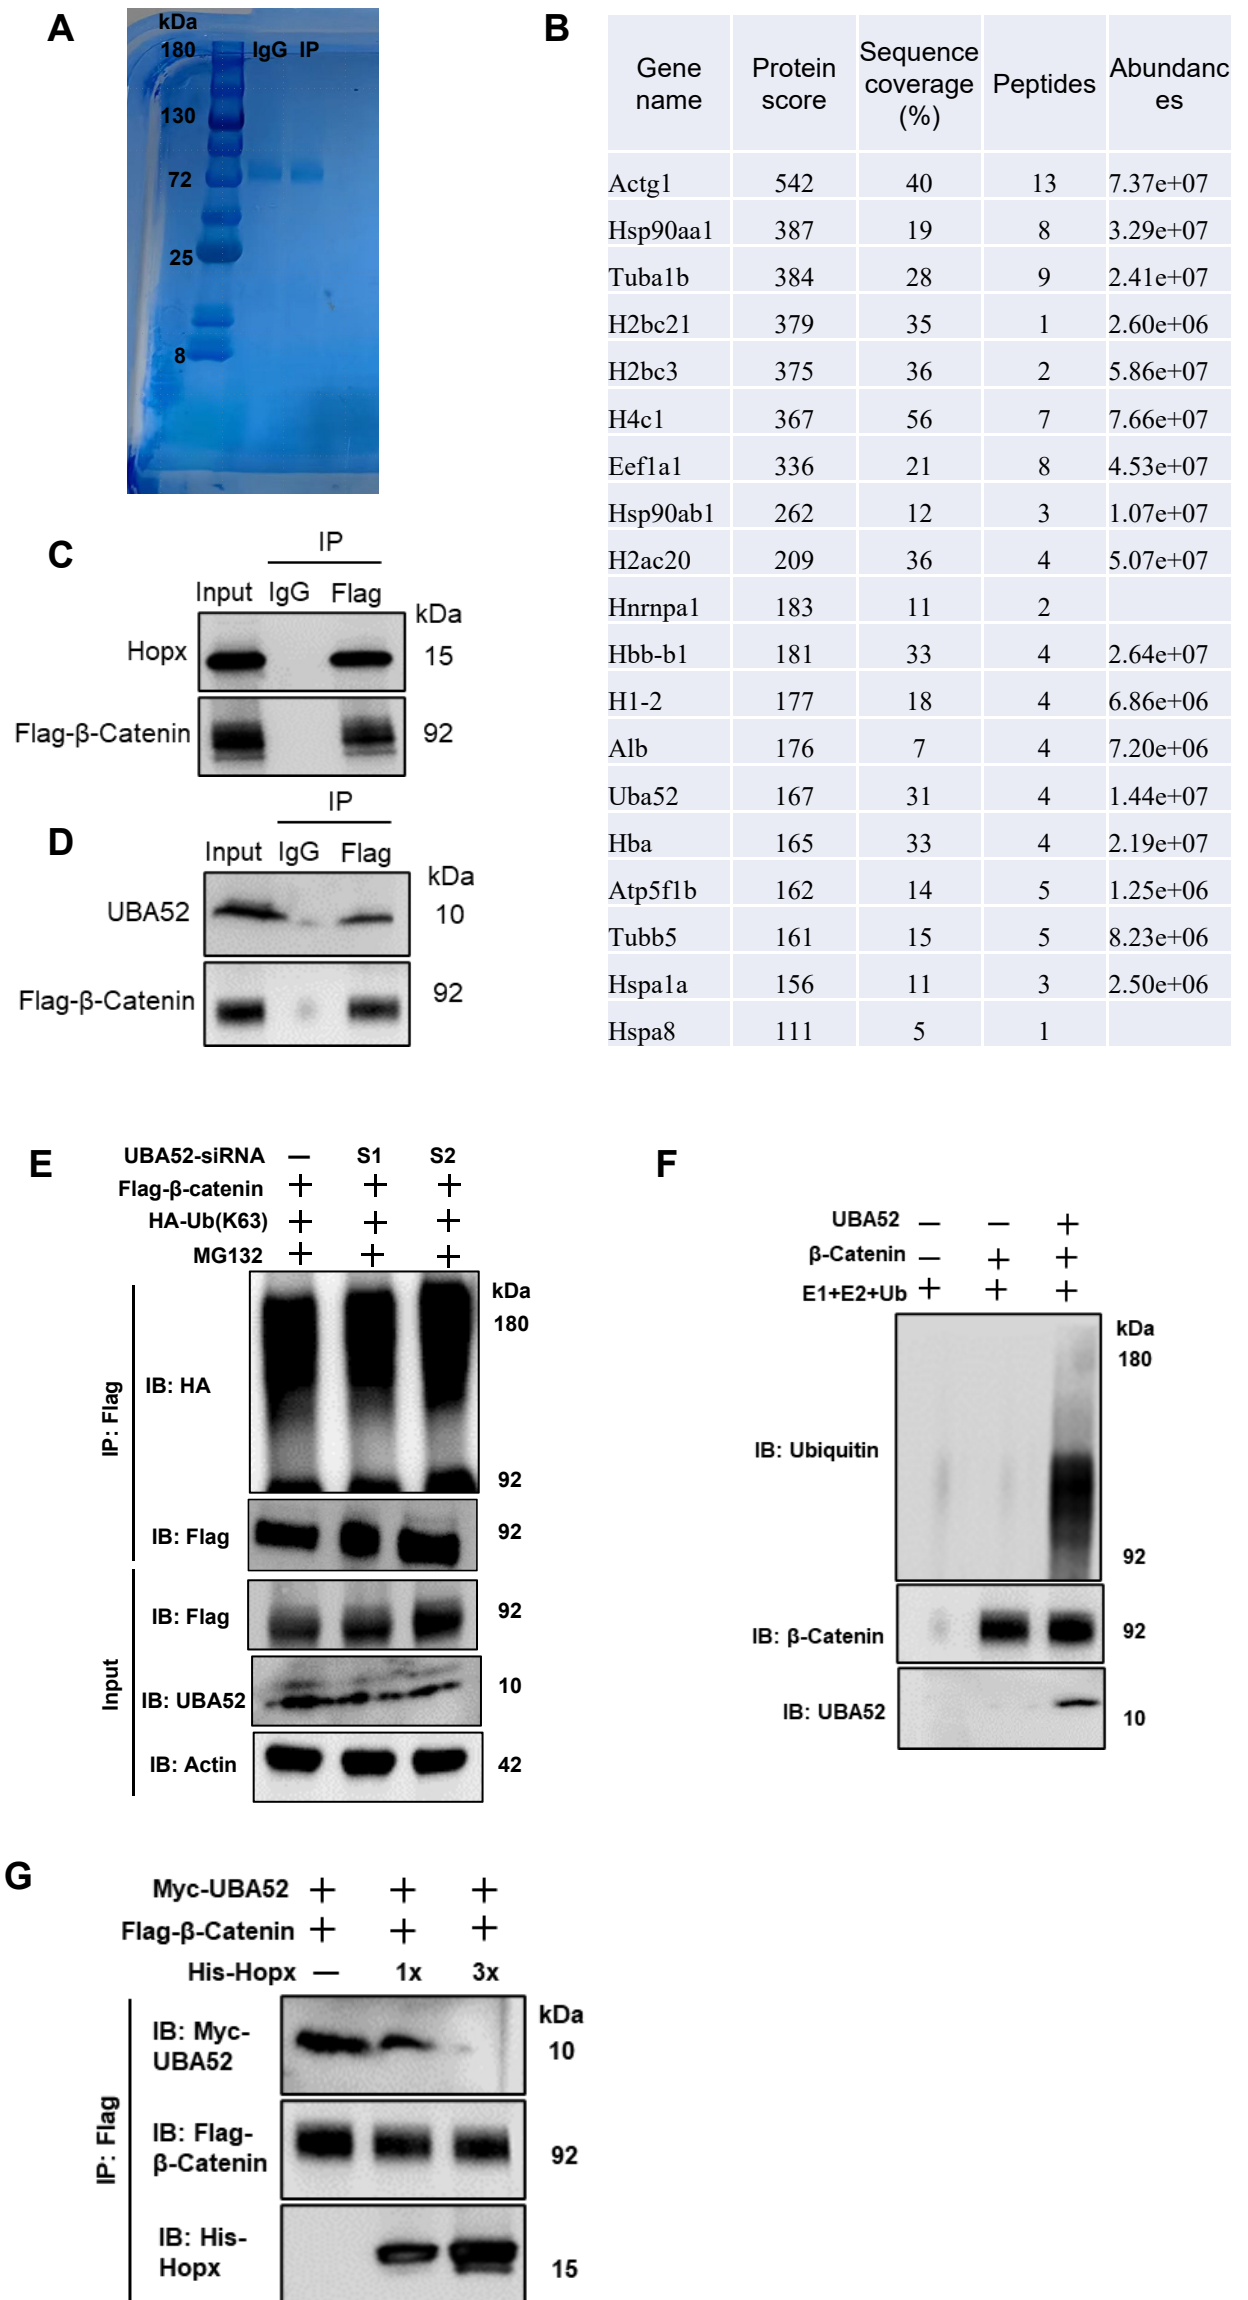 A
kDa
180 IgG IP
130
72
25
8
B
Gene name Protein score Sequence coverage (%) Peptides Abundanc es
Actg1 542 40 13 7.37e+07
Hsp90aa1 387 19 8 3.29e+07
Tuba1b 384 28 9 2.41e+07
H2bc21 379 35 1 2.60e+06
H2bc3 375 36 2 5.86e+07
H4c1 367 56 7 7.66e+07
Eef1a1 336 21 8 4.53e+07
Hsp90ab1 262 12 3 1.07e+07
H2ac20 209 36 4 5.07e+07
Hnrnpa1 183 11 2
Hbb-b1 181 33 4 2.64e+07
H1-2 177 18 4 6.86e+06
Alb 176 7 4 7.20e+06
Uba52 167 31 4 1.44e+07
Hba 165 33 4 2.19e+07
Atp5f1b 162 14 5 1.25e+06
Tubb5 161 15 5 8.23e+06
Hspa1a 156 11 3 2.50e+06
Hspa8 111 5 1
C
IP
Input IgG Flag
kDa
Hopx 15
Flag-β-Catenin 92
D
IP
Input IgG Flag
kDa
UBA52 10
Flag-β-Catenin 92
E
UBA52-siRNA — S1 S2
Flag-β-catenin + + +
HA-Ub(K63) + + +
MG132 + + +
kDa
180
IP: Flag
IB: HA
92
IB: Flag 92
Input
IB: Flag 92
IB: UBA52 10
IB: Actin 42
F
UBA52 — — +
β-Catenin — + +
E1+E2+Ub + + +
kDa
180
IB: Ubiquitin
92
IB: β-Catenin 92
IB: UBA52 10
G
Myc-UBA52 + + +
Flag-β-Catenin + + +
His-Hopx — 1x 3x
kDa
IP: Flag
IB: Myc-
UBA52 10
IB: Flag-
β-Catenin 92
IB: His-
Hopx 15